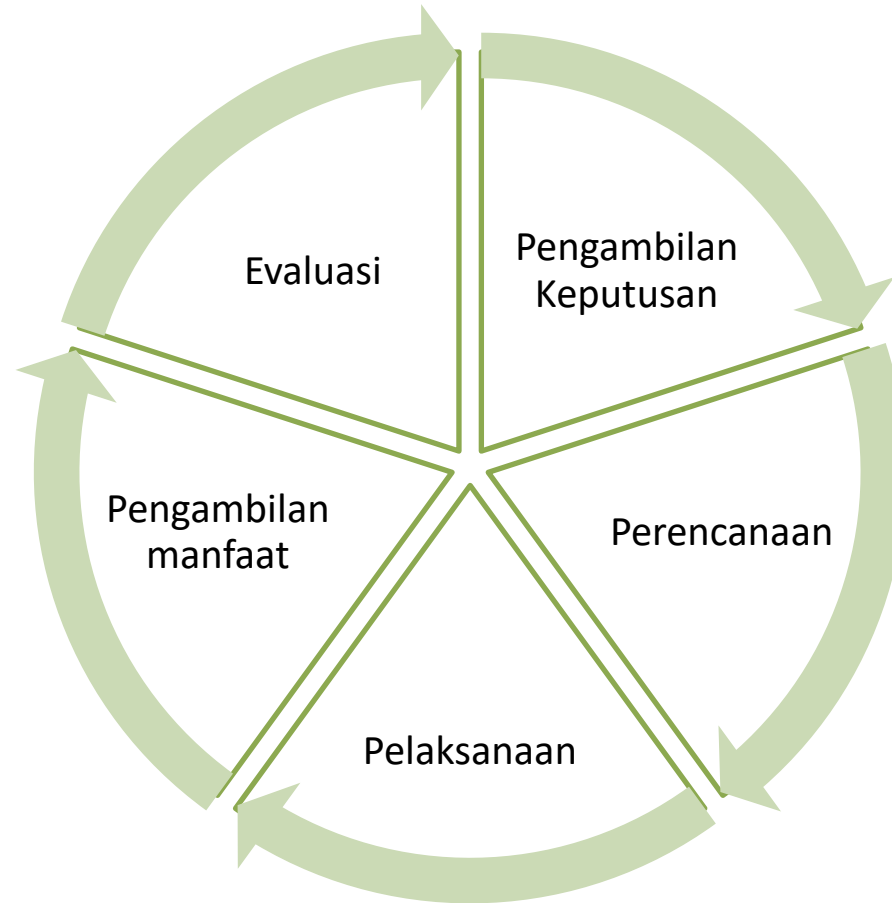 Pengambilan
Keputusan
Perencanaan
Pelaksanaan
Pengambilan
manfaat
Evaluasi